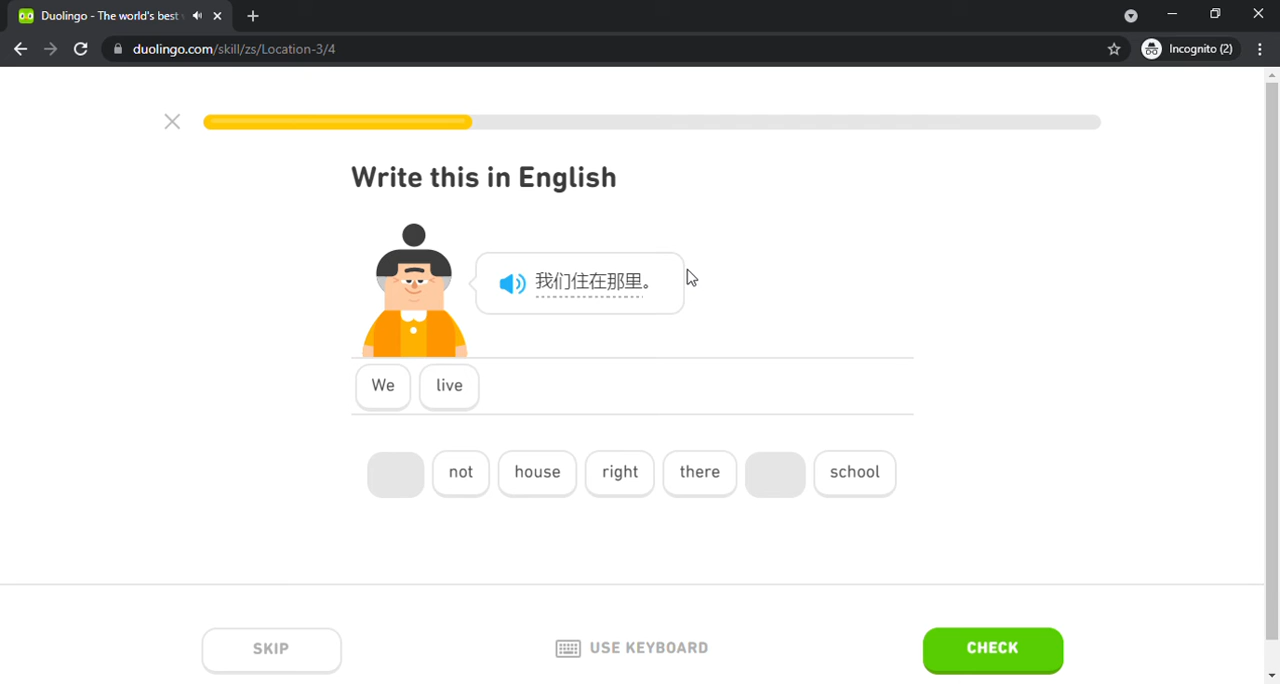 Duolingo - The world's best
duolingo.com/skill/zs/Location-3/4
Incognito (2)
Write this in English
我们住在那里。
We live
not house right there school
SKIP USE KEYBOARD CHECK